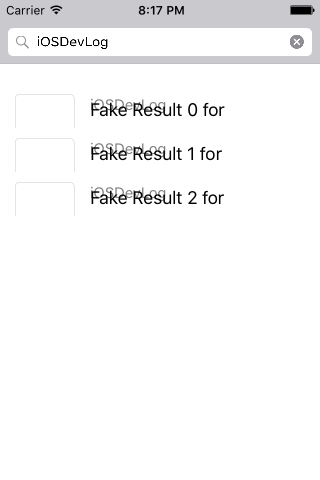 Carrier 8:17 PM
iOSDevLog
Fake Result 0 for
iOSDevLog
Fake Result 1 for
iOSDevLog
Fake Result 2 for
iOSDevLog